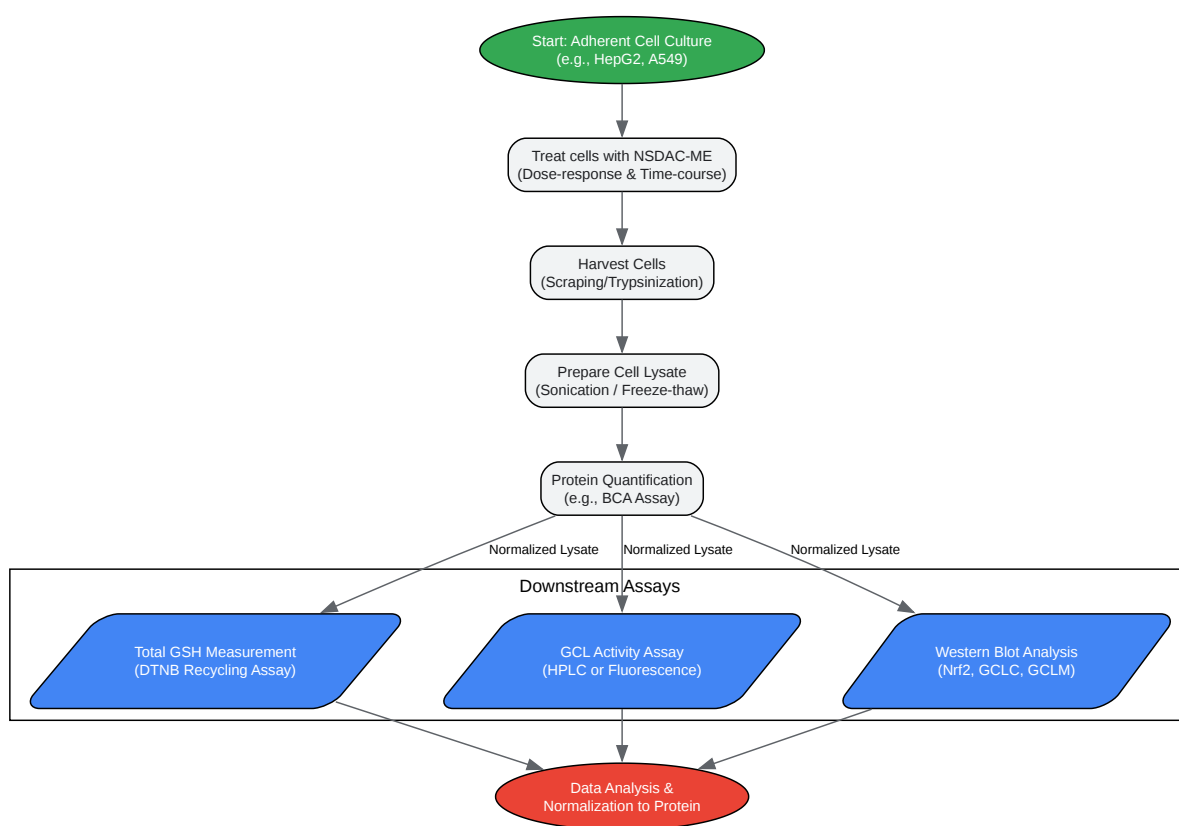 Start: Adherent Cell Culture
(e.g., HepG2, A549)
Treat cells with NSDAC-ME
(Dose-response & Time-course)
Harvest Cells
(Scraping/Trypsinization)
Prepare Cell Lysate
(Sonication / Freeze-thaw)
Protein Quantification
(e.g., BCA Assay)
Normalized Lysate
Normalized Lysate
Normalized Lysate
Downstream Assays
Total GSH Measurement
(DTNB Recycling Assay)
GCL Activity Assay
(HPLC or Fluorescence)
Western Blot Analysis
(Nrf2, GCLC, GCLM)
Data Analysis &
Normalization to Protein